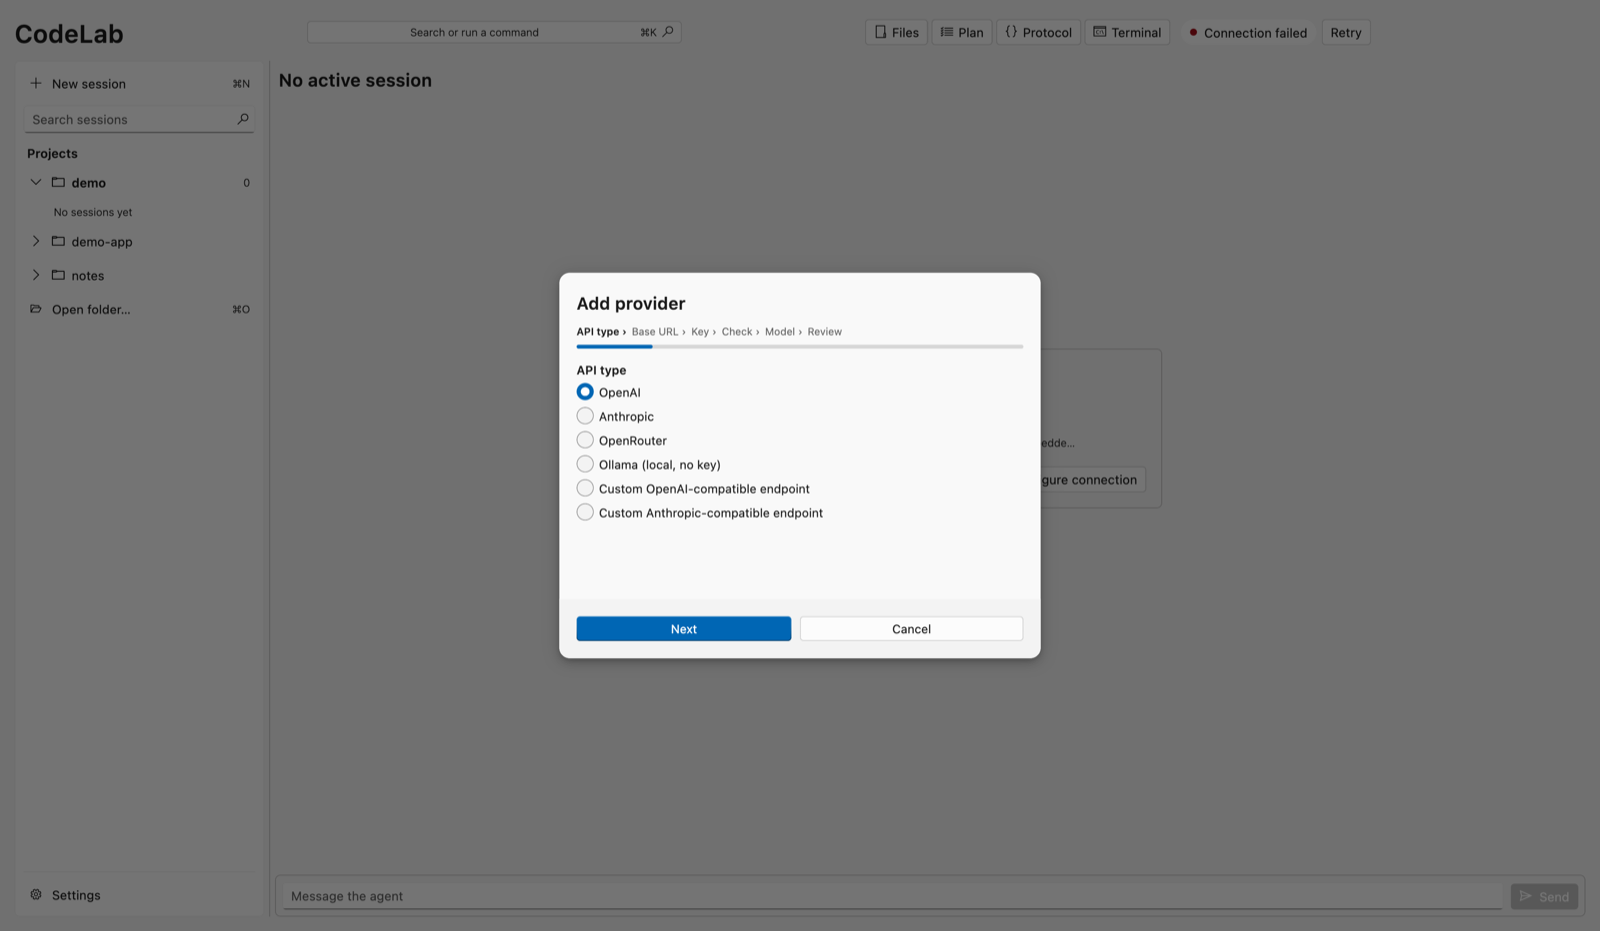 CodeLab
Search or run a command ⌘K
Files
Plan
Protocol
Terminal
Connection failed
Retry
New session ⌘N
Search sessions
Projects
demo 0
No sessions yet
demo-app
notes
Open folder... ⌘O
Settings
No active session
edde...
gure connection
Add provider
API type › Base URL › Key › Check › Model › Review
API type
OpenAI
Anthropic
OpenRouter
Ollama (local, no key)
Custom OpenAI-compatible endpoint
Custom Anthropic-compatible endpoint
Next
Cancel
Message the agent
Send